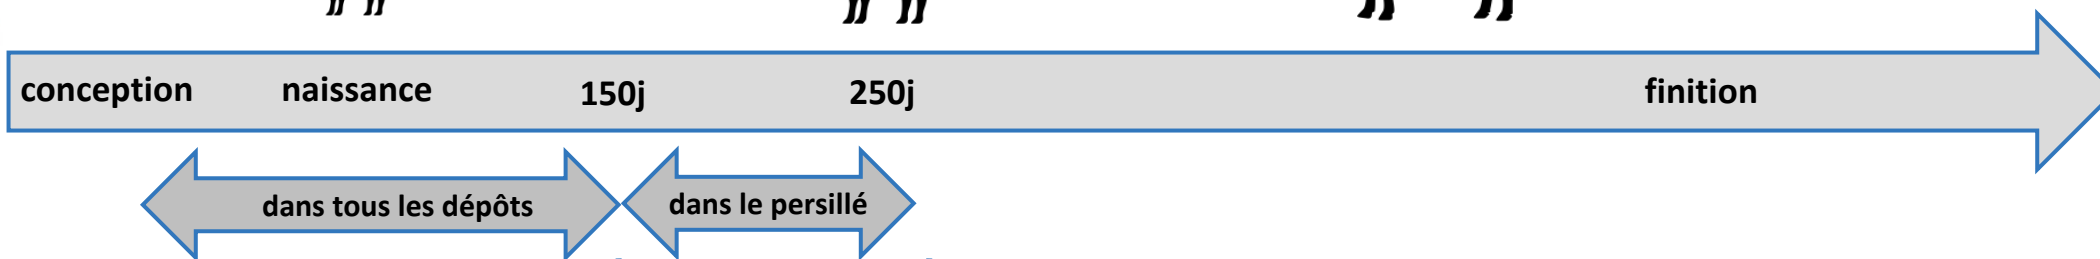 conception naissance 150j 250j finition
dans tous les dépôts dans le persillé